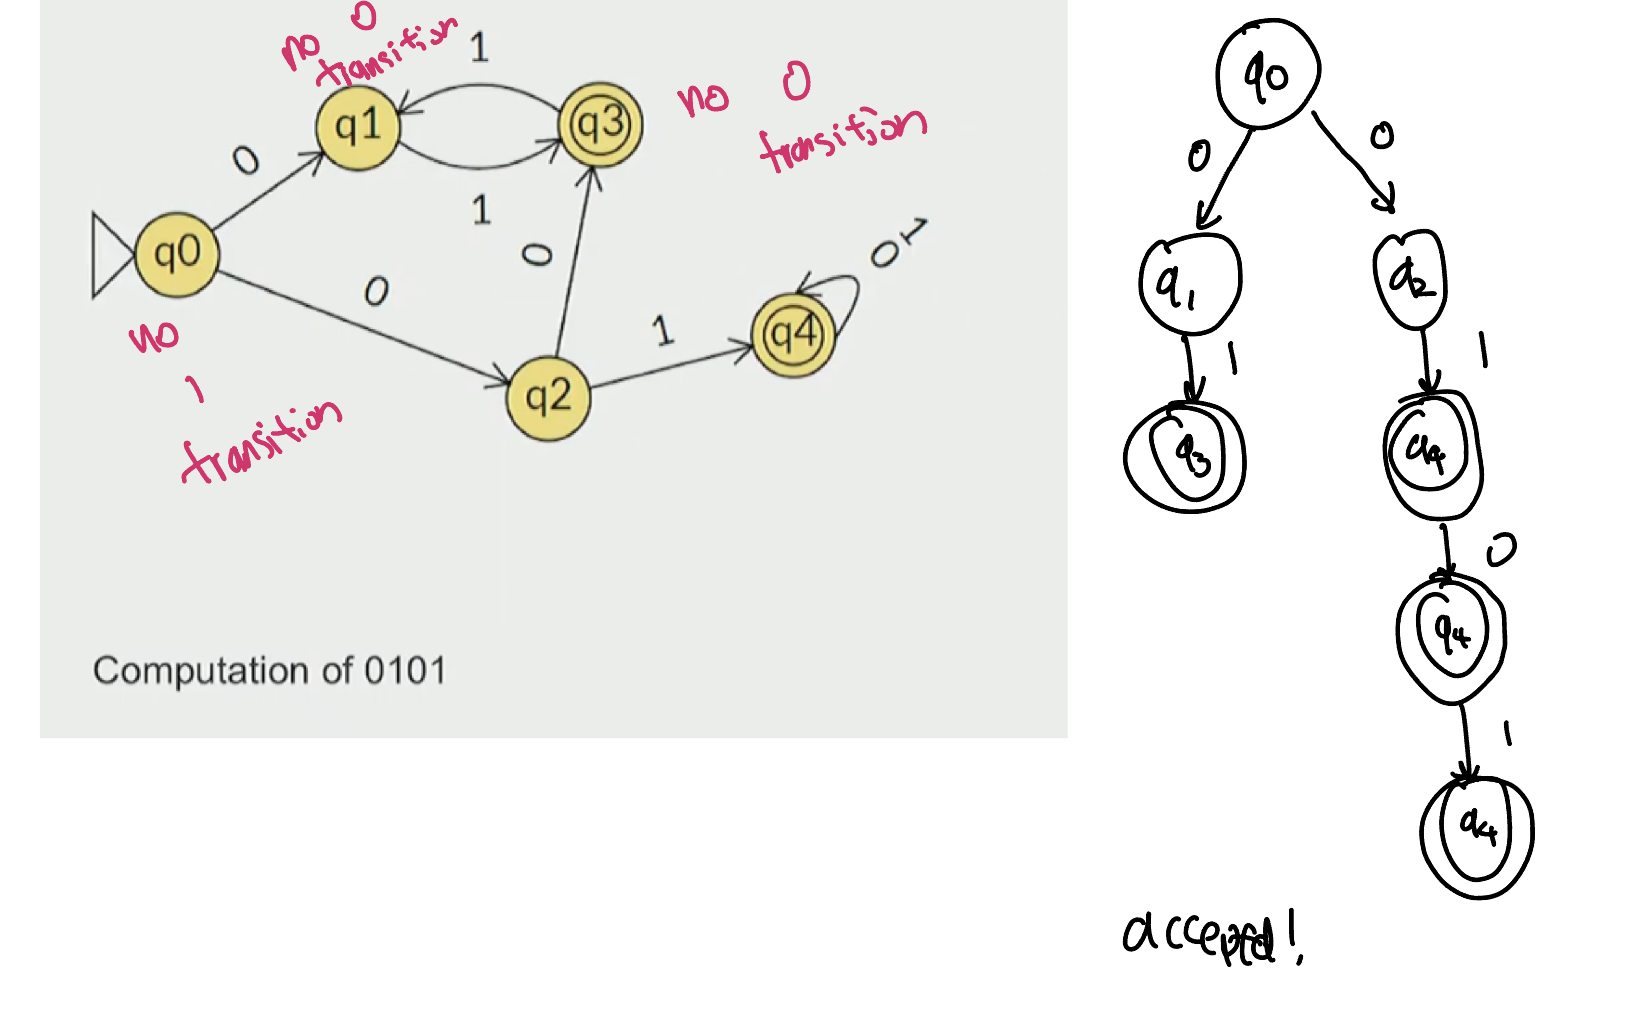 no 0
transition
1
q1
q3
no 0
transition
0
1
q0
0
0
0 1
no
1
transition
1
q4
q2
Computation of 0101
q0
0
0
q1
q2
1
1
q3
q4
0
q4
1
q4
accepted!